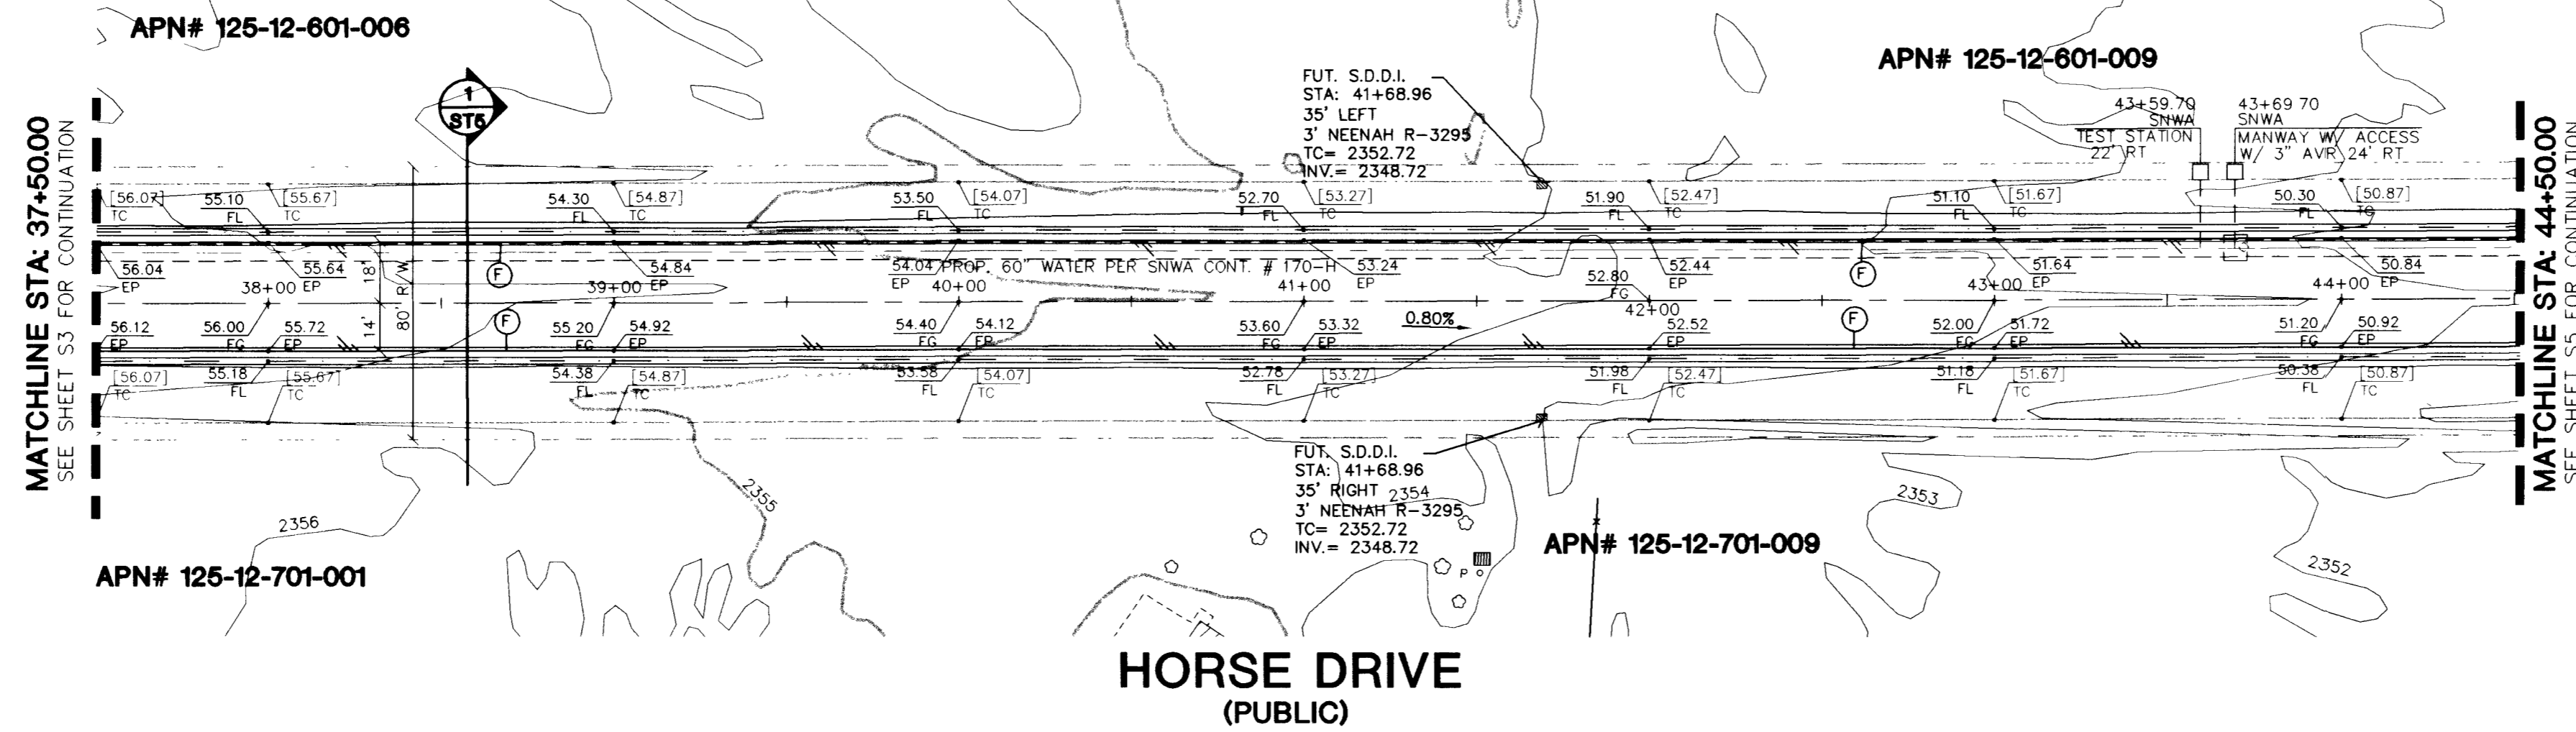 APN# 125-12-601-006
APN# 125-12-601-009
MATCHLINE STA: 37+50.00
SEE SHEET S3 FOR CONTINUATION
1
ST5
FUT. S.D.D.I.
STA: 41+68.96
35' LEFT
3' NEENAH R-3295
TC= 2352.72
INV.= 2348.72
43+59.70
SNWA
TEST STATION
22' RT
43+69 70
SNWA
MANWAY W/ ACCESS
W/ 3" AVR 24' RT
MATCHLINE STA: 44+50.00
SEE SHEET S5 FOR CONTINUATION
[56.07]
TC
55.10
FL
[55.67]
TC
54.30
FL
[54.87]
TC
53.50
FL
[54.07]
TC
52.70
FL
[53.27]
TC
51.90
FL
[52.47]
TC
51.10
FL
[51.67]
TC
50.30
FL
[50.87]
TC
56.04
EP
55.64
EP
18'
80' R/W
14'
F
54.84
EP
54.04
EP
PROP. 60" WATER PER SNWA CONT. # 170-H
53.24
EP
52.80
FG
52.44
EP
F
51.64
EP
50.84
EP
38+00
39+00
40+00
41+00
42+00
43+00
44+00
56.12
EP
56.00
FG
55.72
EP
F
55 20
FG
54.92
EP
54.40
FG
54.12
EP
53.60
FG
53.32
EP
0.80%
52.52
EP
F
52.00
FG
51.72
EP
51.20
FG
50.92
EP
[56.07]
TC
55.18
FL
[55.67]
TC
54.38
FL
[54.87]
TC
53.58
FL
[54.07]
TC
52.78
FL
[53.27]
TC
51.98
FL
[52.47]
TC
51.18
FL
[51.67]
TC
50.38
FL
[50.87]
TC
FUT. S.D.D.I.
STA: 41+68.96
35' RIGHT
3' NEENAH R-3295
TC= 2352.72
INV.= 2348.72
2356
2355
2354
2353
2352
P
APN# 125-12-701-001
APN# 125-12-701-009
HORSE DRIVE
(PUBLIC)